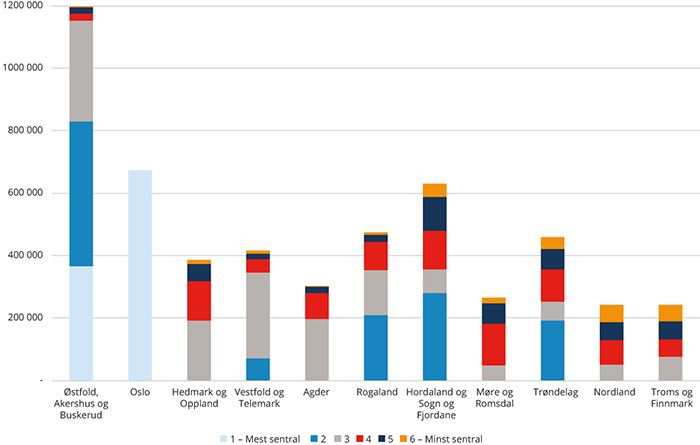 1200 000
1000 000
800 000
600 000
400 000
200 000
-
Østfold, Akershus og Buskerud
Oslo
Hedmark og Oppland
Vestfold og Telemark
Agder
Rogaland
Hordaland og Sogn og Fjordane
Møre og Romsdal
Trøndelag
Nordland
Troms og Finnmark
1 – Mest sentral 2 3 4 5 6 – Minst sentral